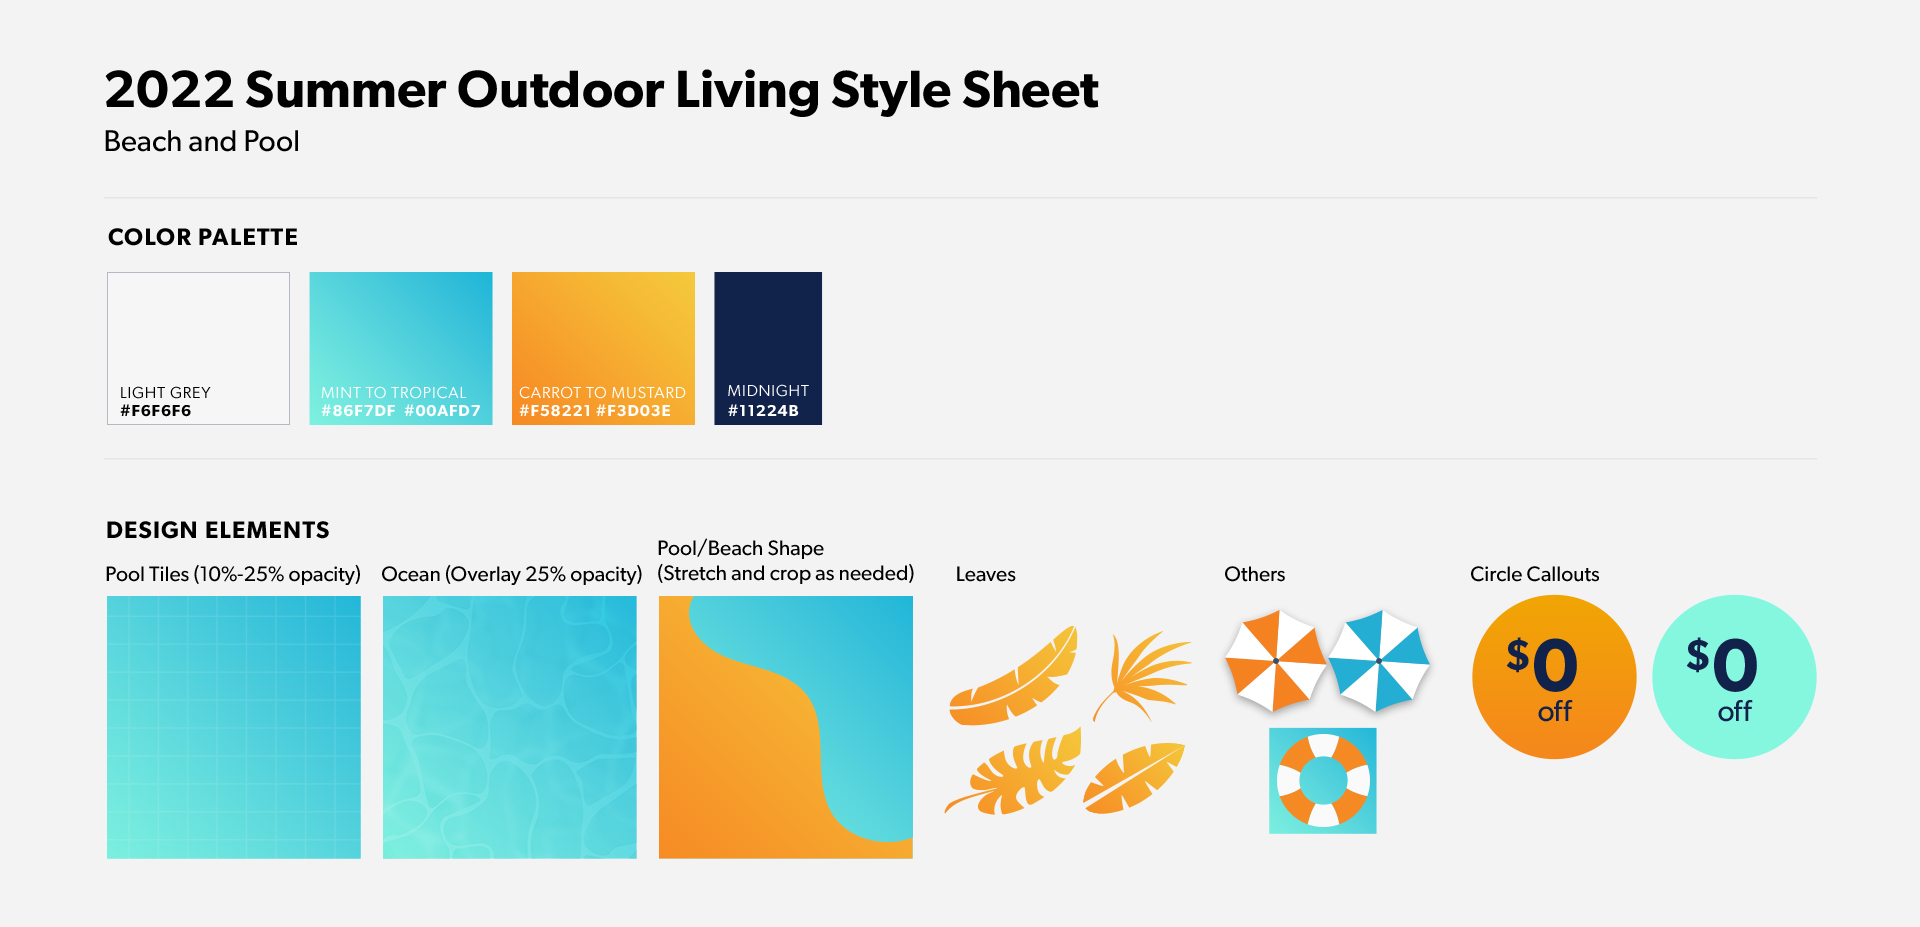 2022 Summer Outdoor Living Style Sheet
Beach and Pool
COLOR PALETTE
LIGHT GREY
#F6F6F6
MINT TO TROPICAL
#86F7DF #00AFD7
CARROT TO MUSTARD
#F58221 #F3D03E
MIDNIGHT
#11224B
DESIGN ELEMENTS
Pool Tiles (10%-25% opacity)
Ocean (Overlay 25% opacity)
Pool/Beach Shape
(Stretch and crop as needed)
Leaves
Others
Circle Callouts
$0
off
$0
off